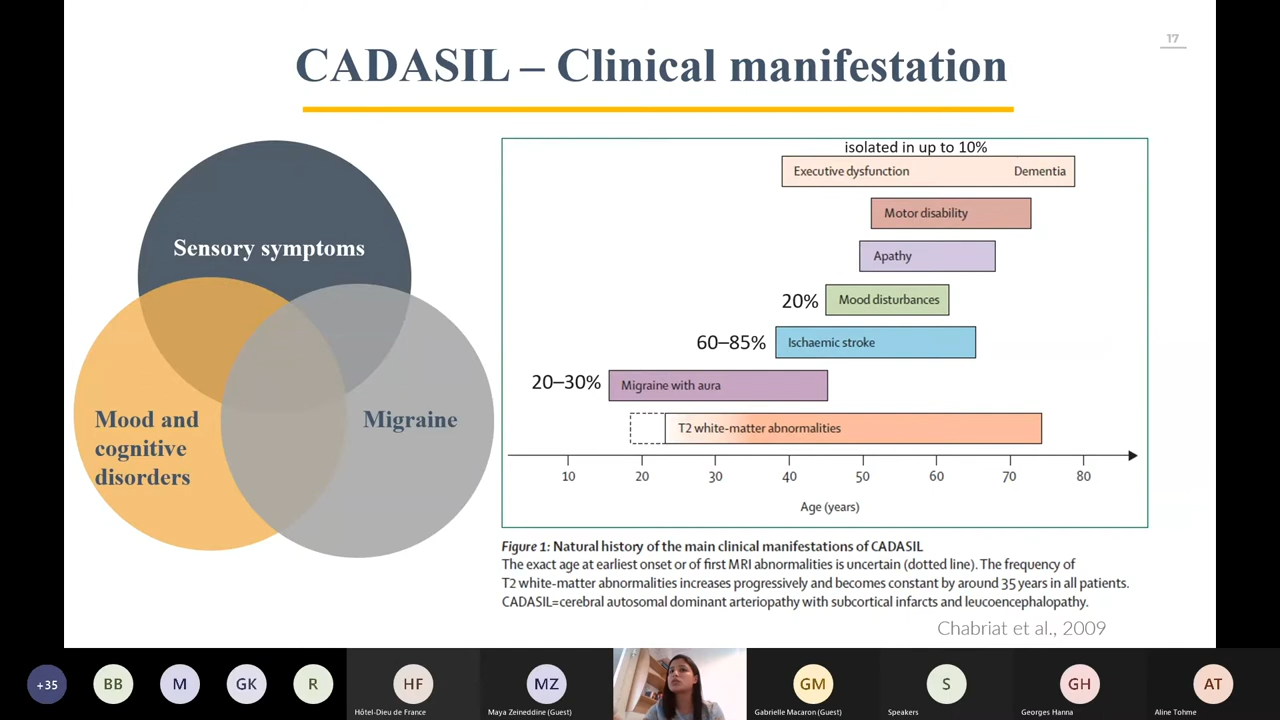 17
CADASIL – Clinical manifestation
Sensory symptoms
Mood and
cognitive
disorders
Migraine
isolated in up to 10%
Executive dysfunction Dementia
Motor disability
Apathy
20% Mood disturbances
60–85% Ischaemic stroke
20–30% Migraine with aura
T2 white-matter abnormalities
10 20 30 40 50 60 70 80
Age (years)
Figure 1: Natural history of the main clinical manifestations of CADASIL
The exact age at earliest onset or of first MRI abnormalities is uncertain (dotted line). The frequency of
T2 white-matter abnormalities increases progressively and becomes constant by around 35 years in all patients.
CADASIL=cerebral autosomal dominant arteriopathy with subcortical infarcts and leucoencephalopathy.
Chabriat et al., 2009
+35 BB M GK R HF MZ GM S GH AT
Hôtel-Dieu de France Maya Zeineddine (Guest) Gabrielle Macaron (Guest) Speakers Georges Hanna Aline Tohme